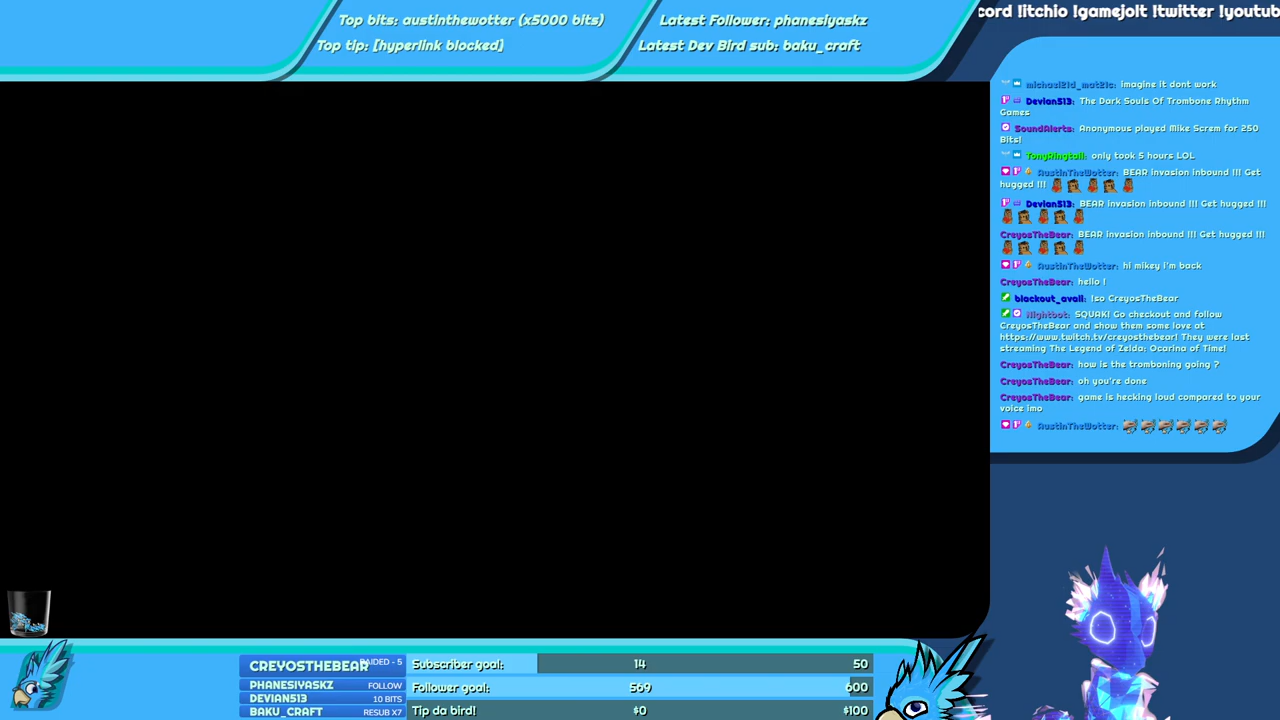 Top bits: austinthewotter (x5000 bits)
Top tip: [hyperlink blocked]
Latest Follower: phanesiyaskz
Latest Dev Bird sub: baku_craft
cord !itchio !gamejolt !twitter !youtub
michael21d_mat21c: imagine it dont work
Devian513: The Dark Souls Of Trombone Rhythm
Games
SoundAlerts: Anonymous played Mike Screm for 250
Bits!
TonyRingtail: only took 5 hours LOL
AustinTheWotter: BEAR invasion inbound !!! Get
hugged !!!
Devian513: BEAR invasion inbound !!! Get hugged !!!
CreyosTheBear: BEAR invasion inbound !!! Get hugged !!!
AustinTheWotter: hi mikey i'm back
CreyosTheBear: hello !
blackout_avali: !so CreyosTheBear
Nightbot: SQUAK! Go checkout and follow
CreyosTheBear and show them some love at
https://www.twitch.tv/creyosthebear! They were last
streaming The Legend of Zelda: Ocarina of Time!
CreyosTheBear: how is the tromboning going ?
CreyosTheBear: oh you're done
CreyosTheBear: game is hecking loud compared to your
voice imo
AustinTheWotter:
CREYOSTHEBEAR RAIDED - 5
PHANESIYASKZ FOLLOW
DEVIAN513 10 BITS
BAKU_CRAFT RESUB X7
Subscriber goal: 14 50
Follower goal: 569 600
Tip da bird! $0 $100